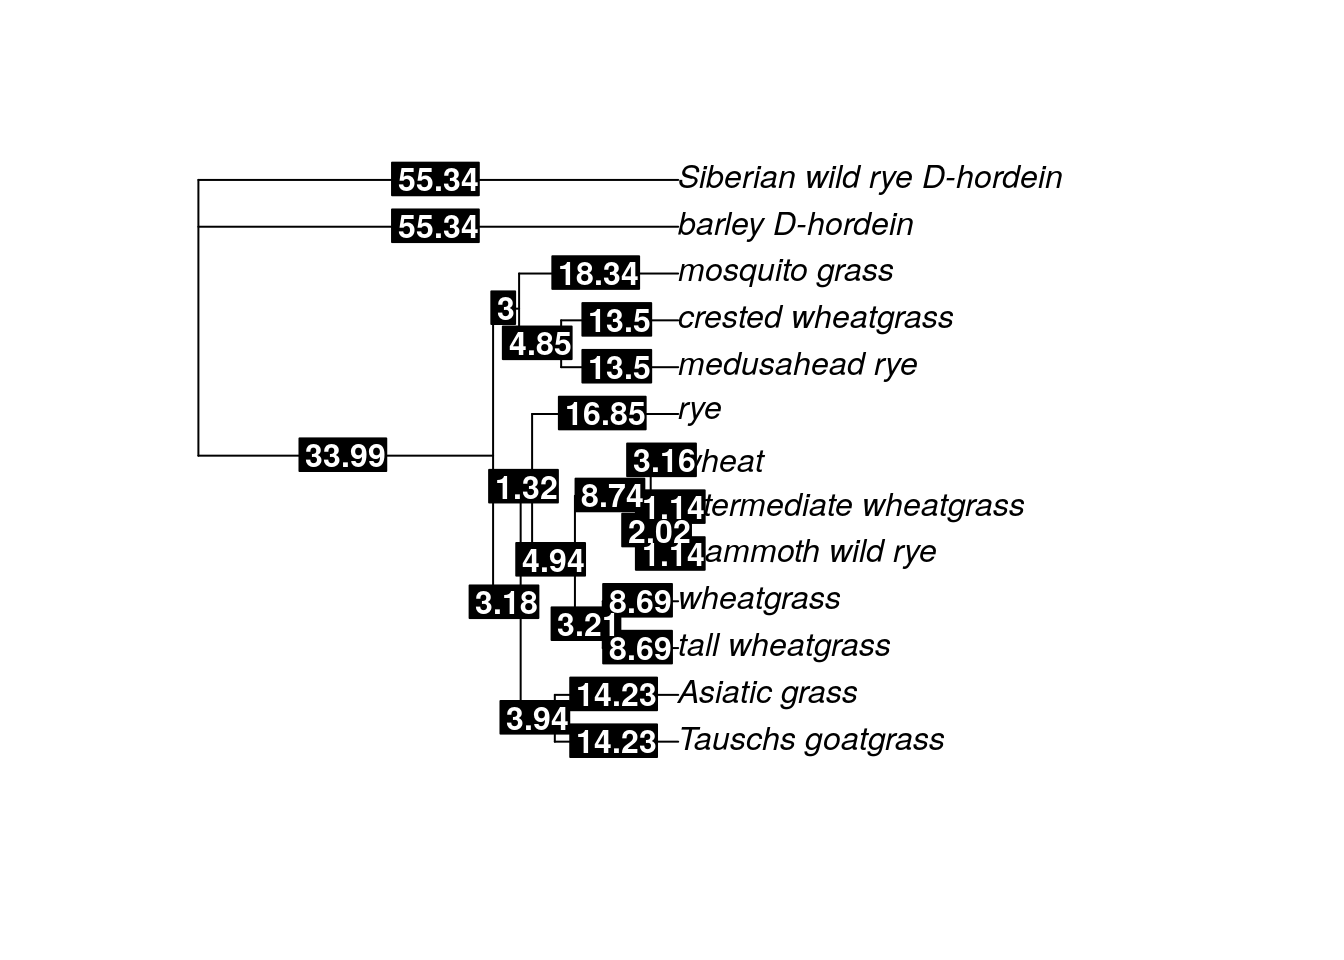 55.34 Siberian wild rye D-hordein
55.34 barley D-hordein
18.34 mosquito grass
3
13.5 crested wheatgrass
4.85
13.5 medusahead rye
16.85 rye
33.99
3.16 heat
1.32
8.74
1.14 termediate wheatgrass
2.02
1.14 ammoth wild rye
4.94
8.69 wheatgrass
3.18
3.21
8.69 tall wheatgrass
14.23 Asiatic grass
3.94
14.23 Tauschs goatgrass